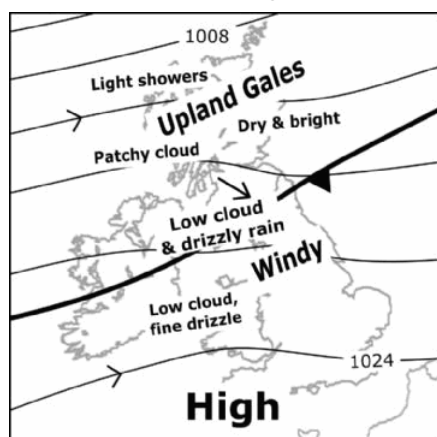 1008
Light showers
Upland Gales
Dry & bright
Patchy cloud
Low cloud
& drizzly rain
Windy
Low cloud,
fine drizzle
1024
High